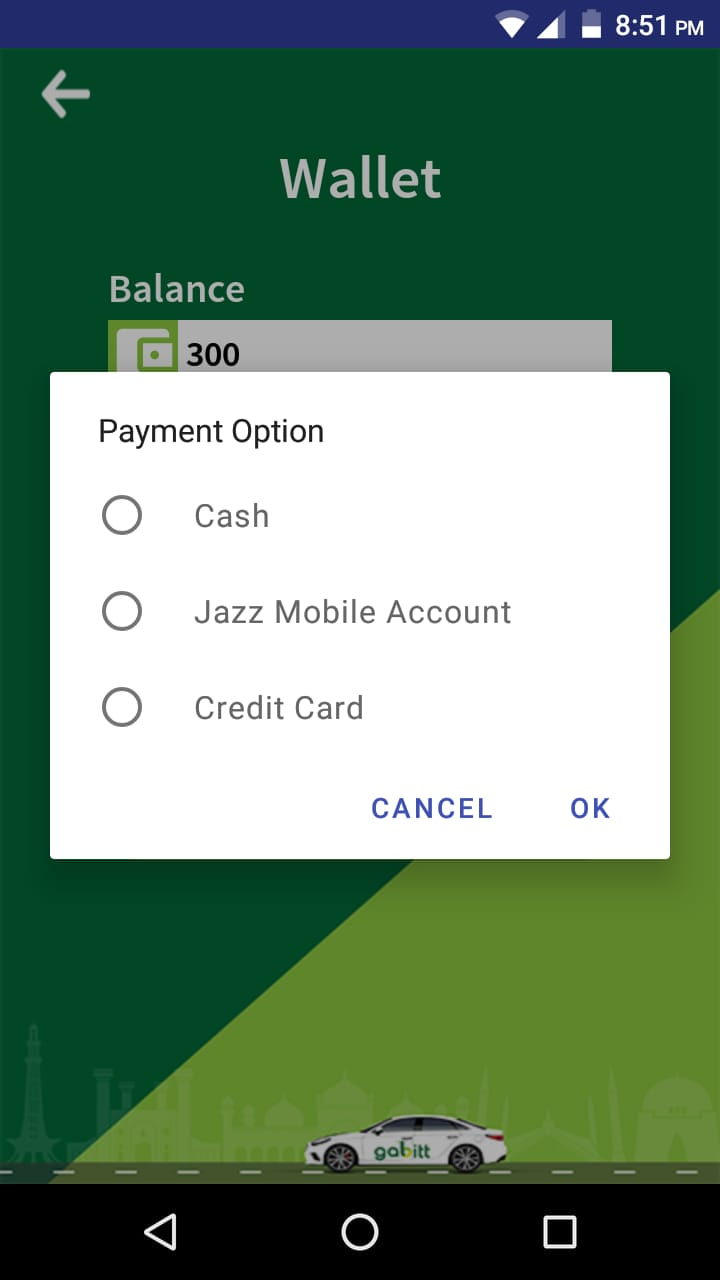 8:51 PM
Wallet
Balance
300
Payment Option
Cash
Jazz Mobile Account
Credit Card
CANCEL OK
gabitt